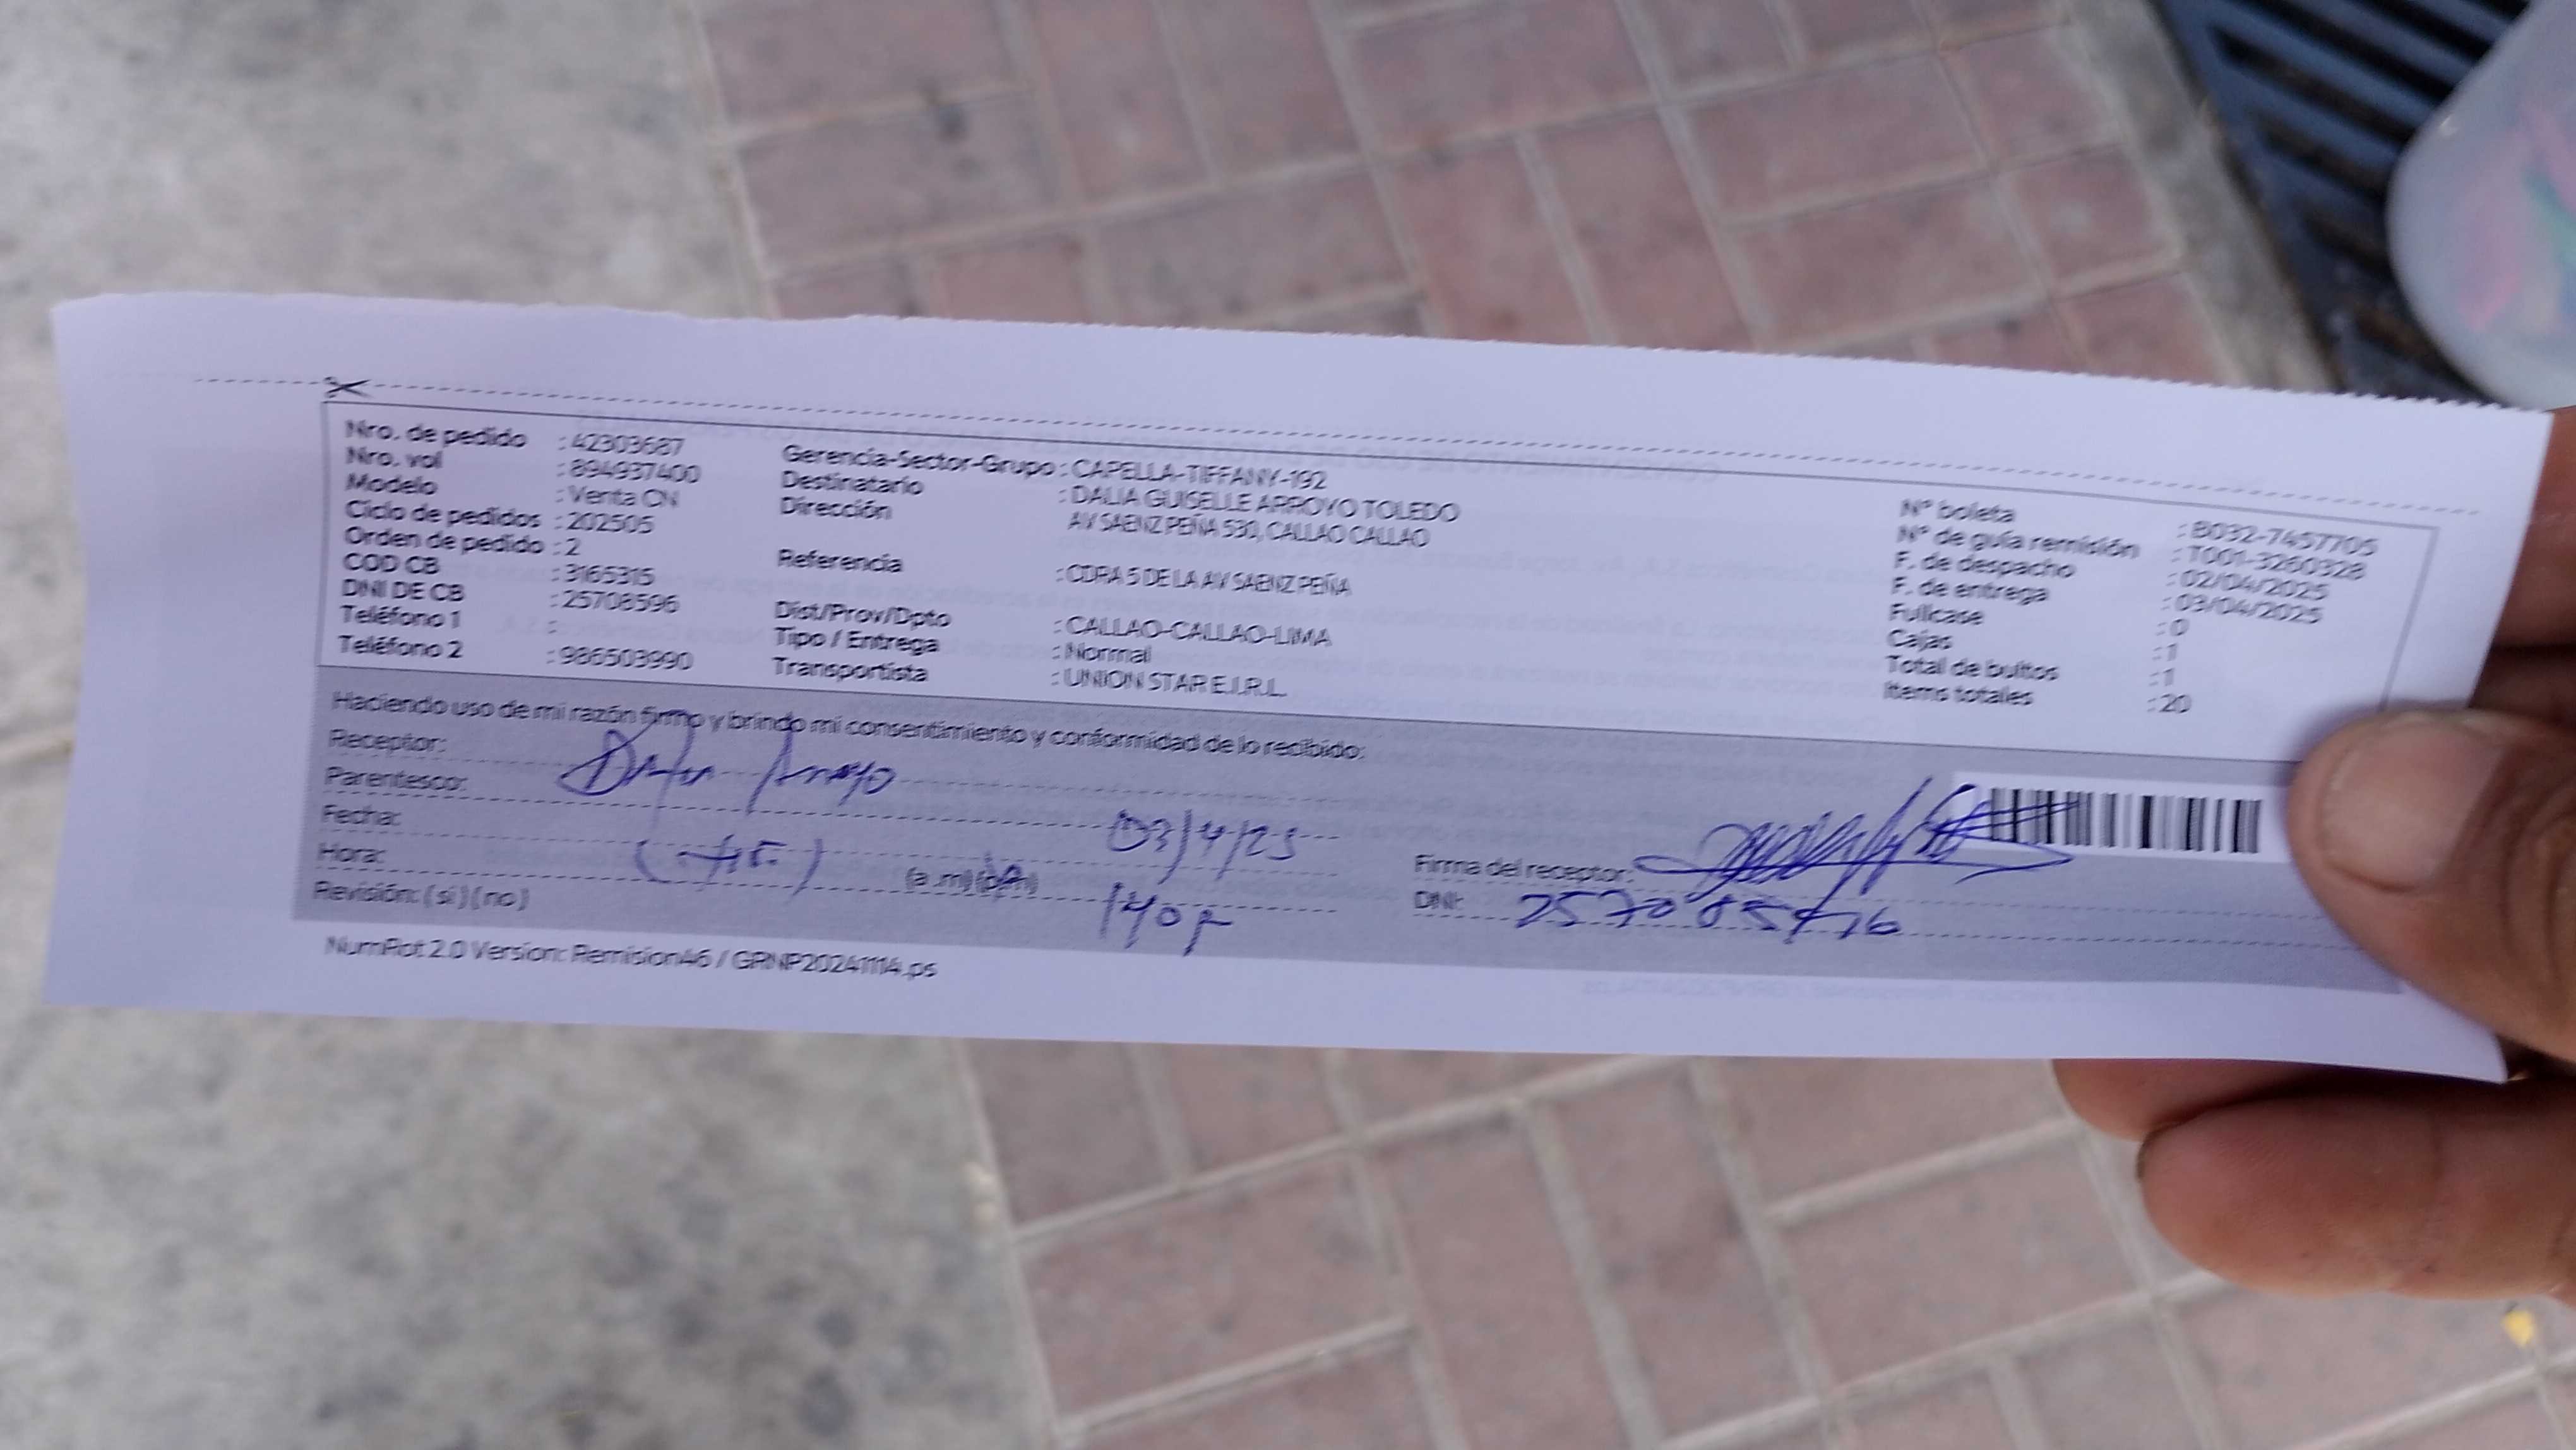 Nro. de pedido : 42303687
Nro. vol : 894937400
Modelo : Venta CN
Ciclo de pedidos : 202505
Orden de pedido : 2
COD CB : 3165315
DNI DE CB : 25708596
Teléfono 1 :
Teléfono 2 : 986503990
Gerencia-Sector-Grupo : CAPELLA-TIFFANY-192
Destinatario : DALIA GUISELLE ARROYO TOLEDO
Dirección AV SAENZ PEÑA 530, CALLAO CALLAO
Referencia : CDRA 5 DE LA AV SAENZ PEÑA
Dist/Prov/Dpto : CALLAO-CALLAO-LIMA
Tipo / Entrega : Normal
Transportista : UNION STAR E.I.R.L.
N° boleta : B032-7457705
N° de guía remisión : T001-3260328
F. de despacho : 02/04/2025
F. de entrega : 03/04/2025
Fullcase : 0
Cajas : 1
Total de bultos : 1
Items totales : 20
Haciendo uso de mi razón firmo y brindo mi consentimiento y conformidad de lo recibido:
Receptor: Dalia Arroyo
Parentesco:
Fecha: 03/4/25
Hora: (a.m) (p.m)
Revisión: ( si ) ( no )
Firma del receptor:
DNI:
NumRot 2.0 Version: Remision46 / GRNP20241114.ps